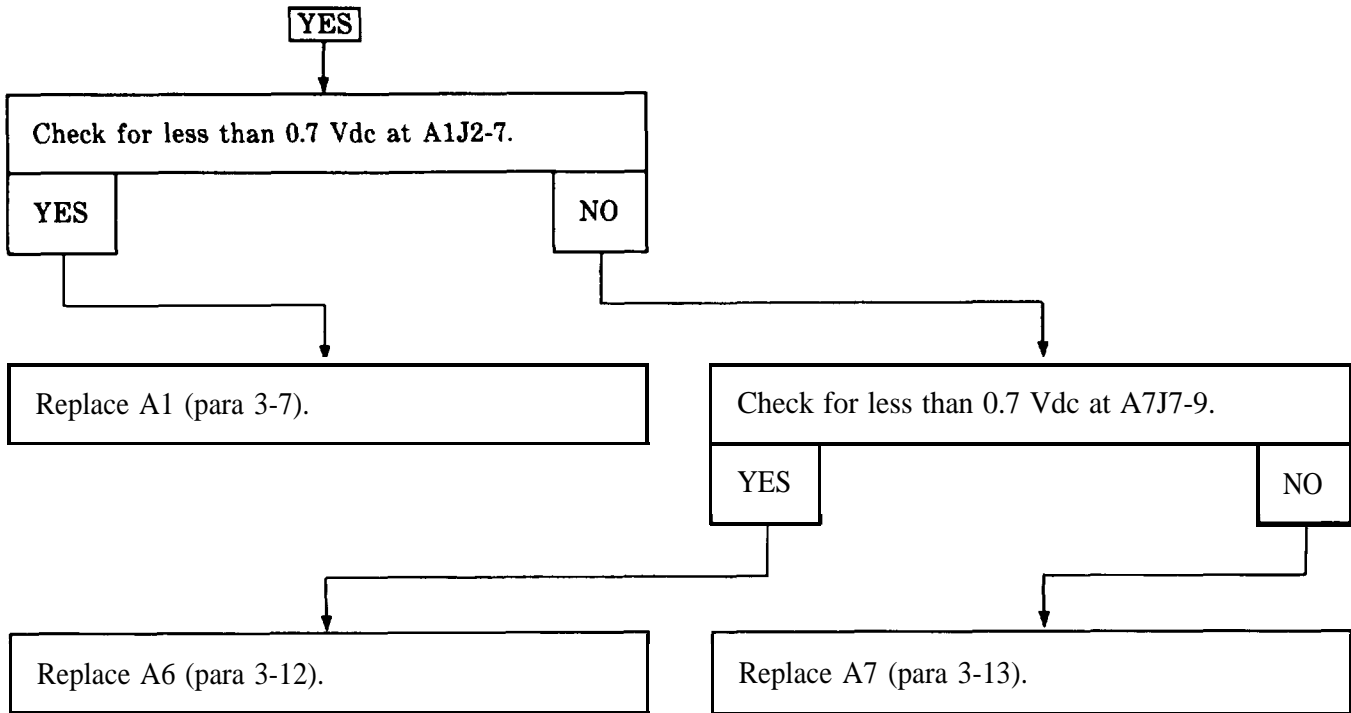 YES
Check for less than 0.7 Vdc at A1J2-7.
YES
NO
Replace A1 (para 3-7).
Check for less than 0.7 Vdc at A7J7-9.
YES
NO
Replace A6 (para 3-12).
Replace A7 (para 3-13).